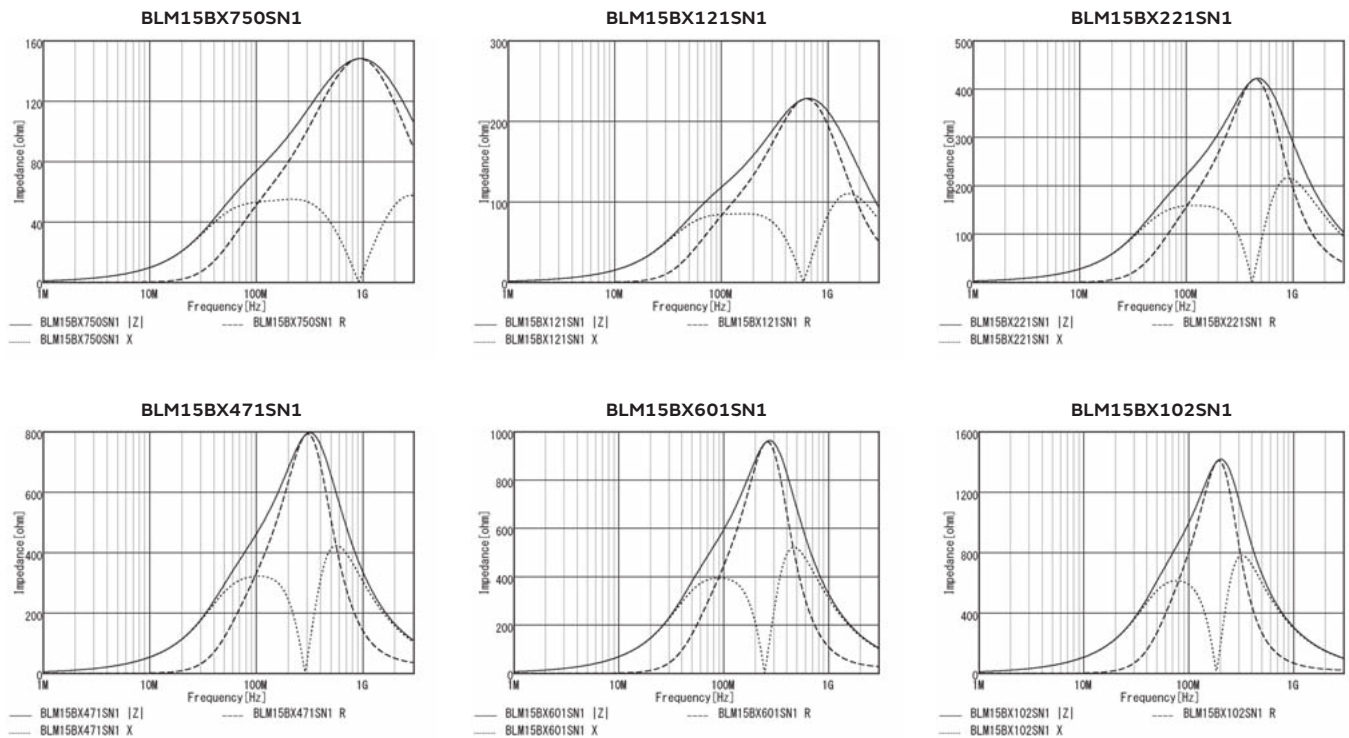 BLM15BX750SN1
160
120
80
40
0
Impedance[ohm]
1M 10M 100M 1G
Frequency[Hz]
BLM15BX750SN1 |Z| BLM15BX750SN1 R
BLM15BX750SN1 X
BLM15BX121SN1
300
200
100
0
Impedance[ohm]
1M 10M 100M 1G
Frequency[Hz]
BLM15BX121SN1 |Z| BLM15BX121SN1 R
BLM15BX121SN1 X
BLM15BX221SN1
500
400
300
200
100
0
Impedance[ohm]
1M 10M 100M 1G
Frequency[Hz]
BLM15BX221SN1 |Z| BLM15BX221SN1 R
BLM15BX221SN1 X
BLM15BX471SN1
800
600
400
200
0
Impedance[ohm]
1M 10M 100M 1G
Frequency[Hz]
BLM15BX471SN1 |Z| BLM15BX471SN1 R
BLM15BX471SN1 X
BLM15BX601SN1
1000
800
600
400
200
0
Impedance[ohm]
1M 10M 100M 1G
Frequency[Hz]
BLM15BX601SN1 |Z| BLM15BX601SN1 R
BLM15BX601SN1 X
BLM15BX102SN1
1600
1200
800
400
0
Impedance[ohm]
1M 10M 100M 1G
Frequency[Hz]
BLM15BX102SN1 |Z| BLM15BX102SN1 R
BLM15BX102SN1 X